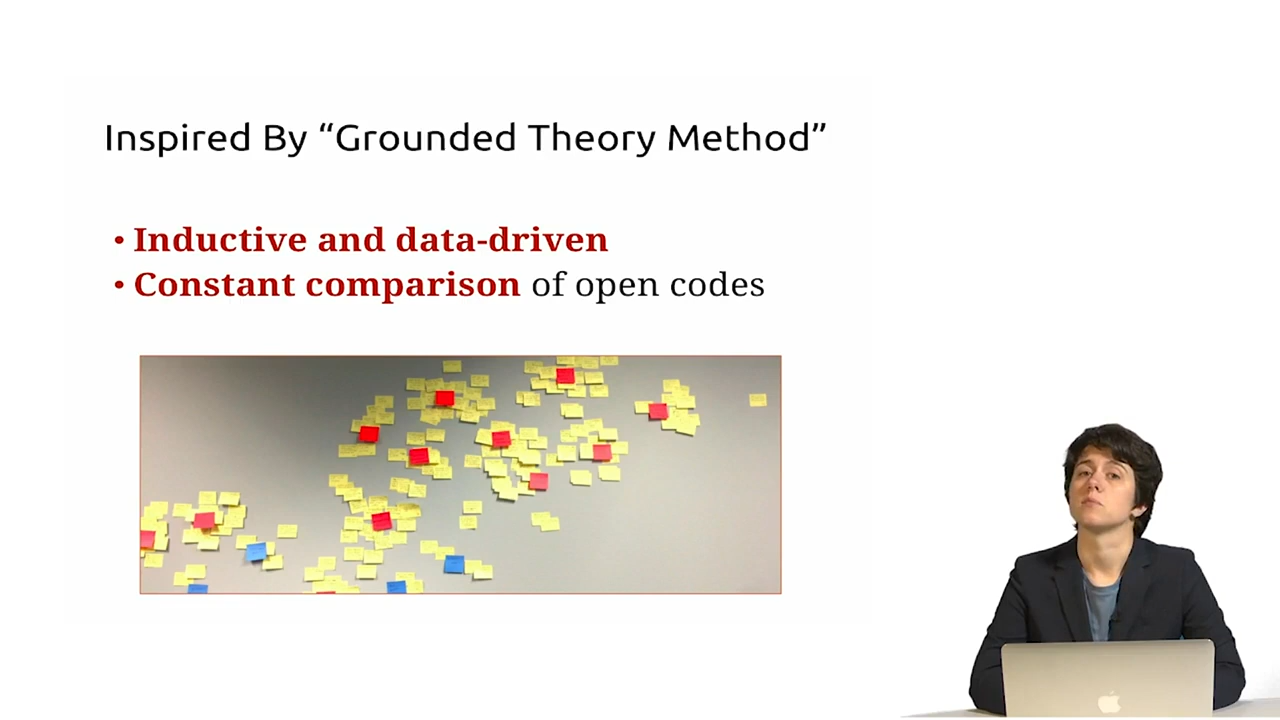 Inspired By “Grounded Theory Method”
• Inductive and data-driven
• Constant comparison of open codes